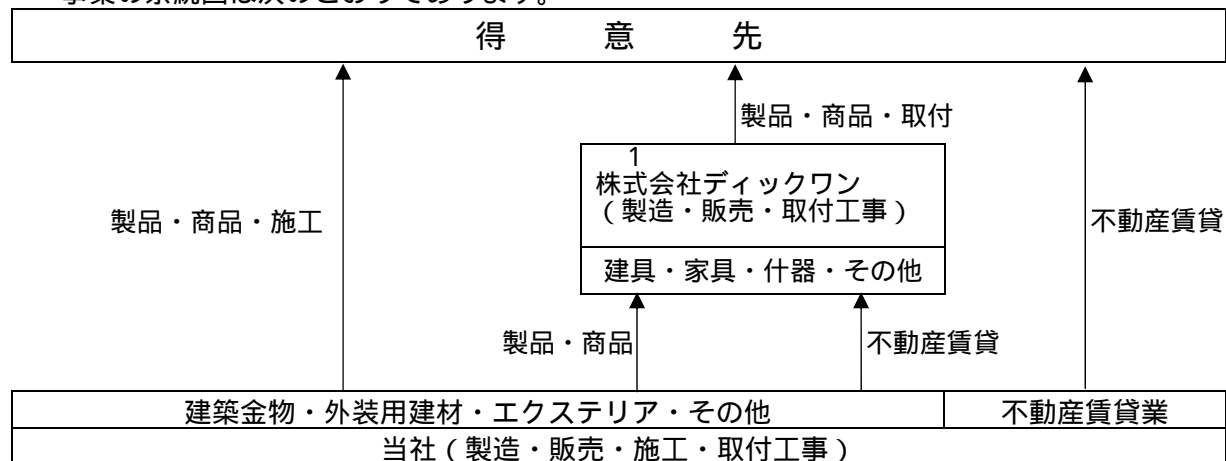 事業の系統図は次のとおりであります。
得意先
製品・商品・取付
1
株式会社ディックワン
(製造・販売・取付工事)
製品・商品・施工
不動産賃貸
建具・家具・什器・その他
製品・商品
不動産賃貸
建築金物・外装用建材・エクステリア・その他
不動産賃貸業
当社(製造・販売・施工・取付工事)